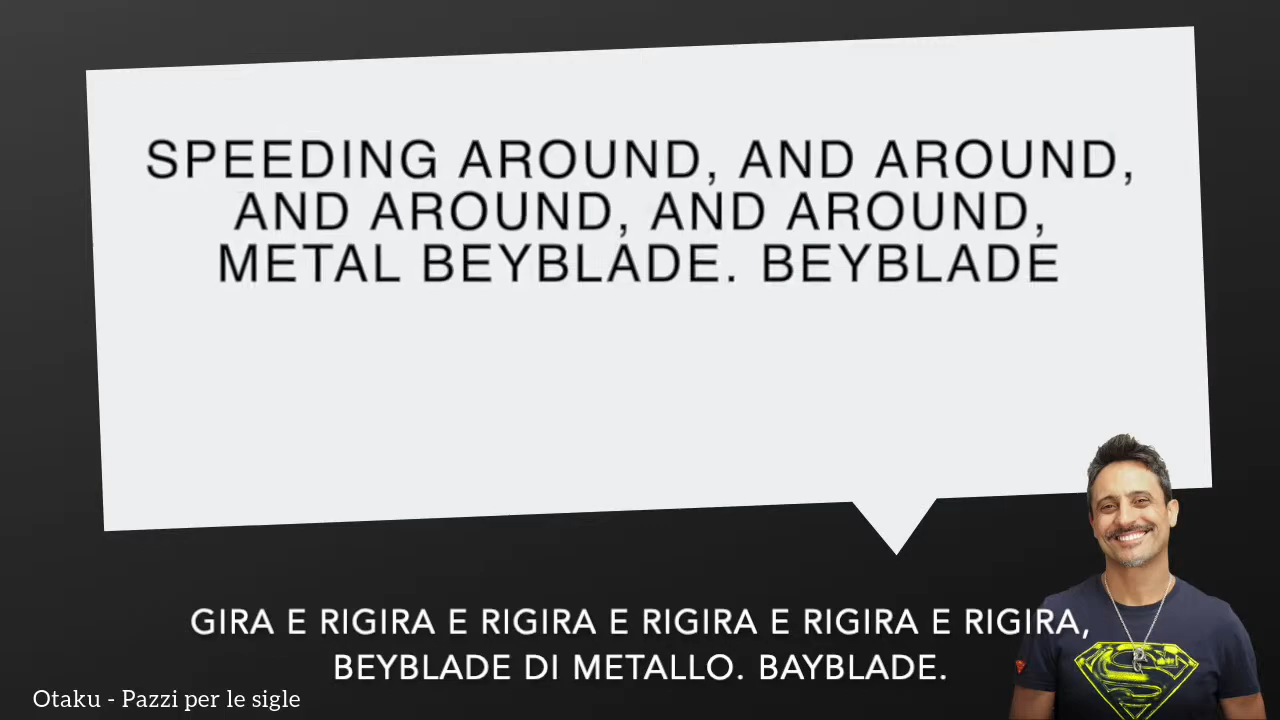 SPEEDING AROUND, AND AROUND,
AND AROUND, AND AROUND,
METAL BEYBLADE. BEYBLADE
GIRA E RIGIRA E RIGIRA E RIGIRA E RIGIRA E RIGIRA,
BEYBLADE DI METALLO. BAYBLADE.
Otaku - Pazzi per le sigle